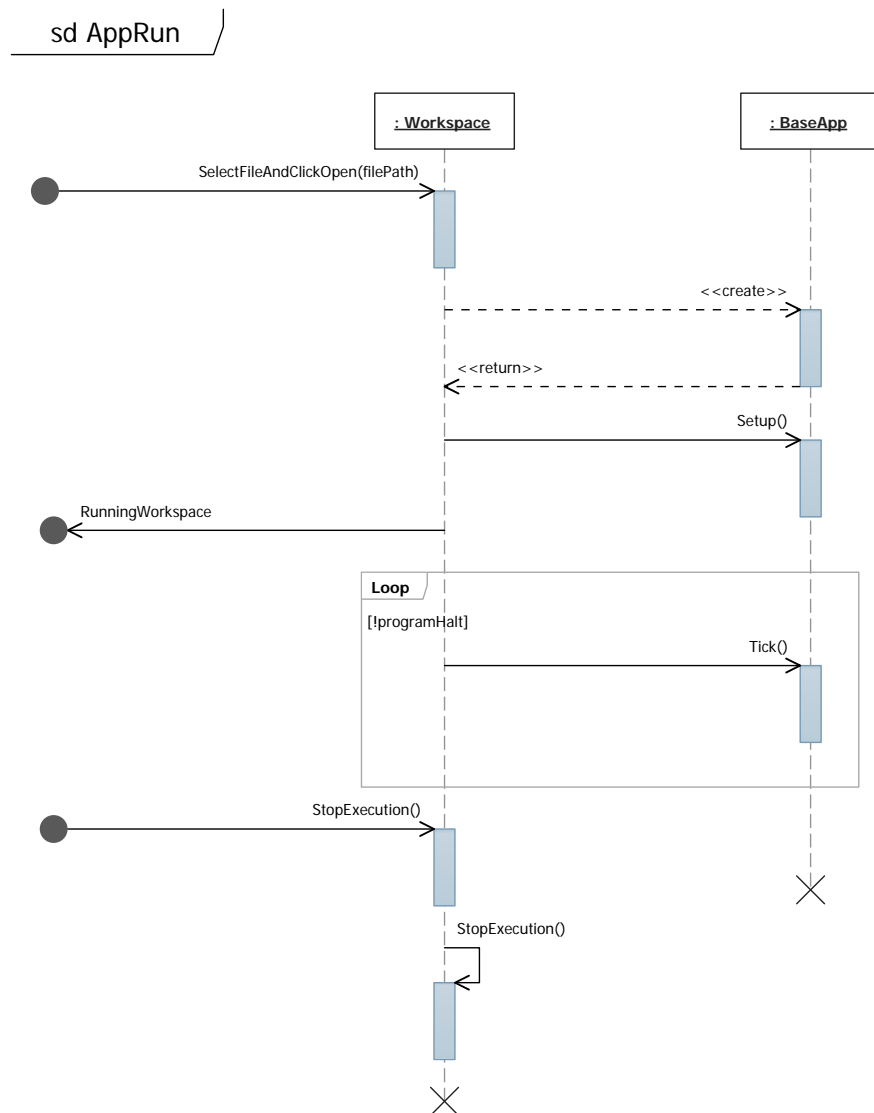 sd AppRun
: Workspace
: BaseApp
SelectFileAndClickOpen(filePath)
<<create>>
<<return>>
Setup()
RunningWorkspace
Loop
[!programHalt]
Tick()
StopExecution()
StopExecution()